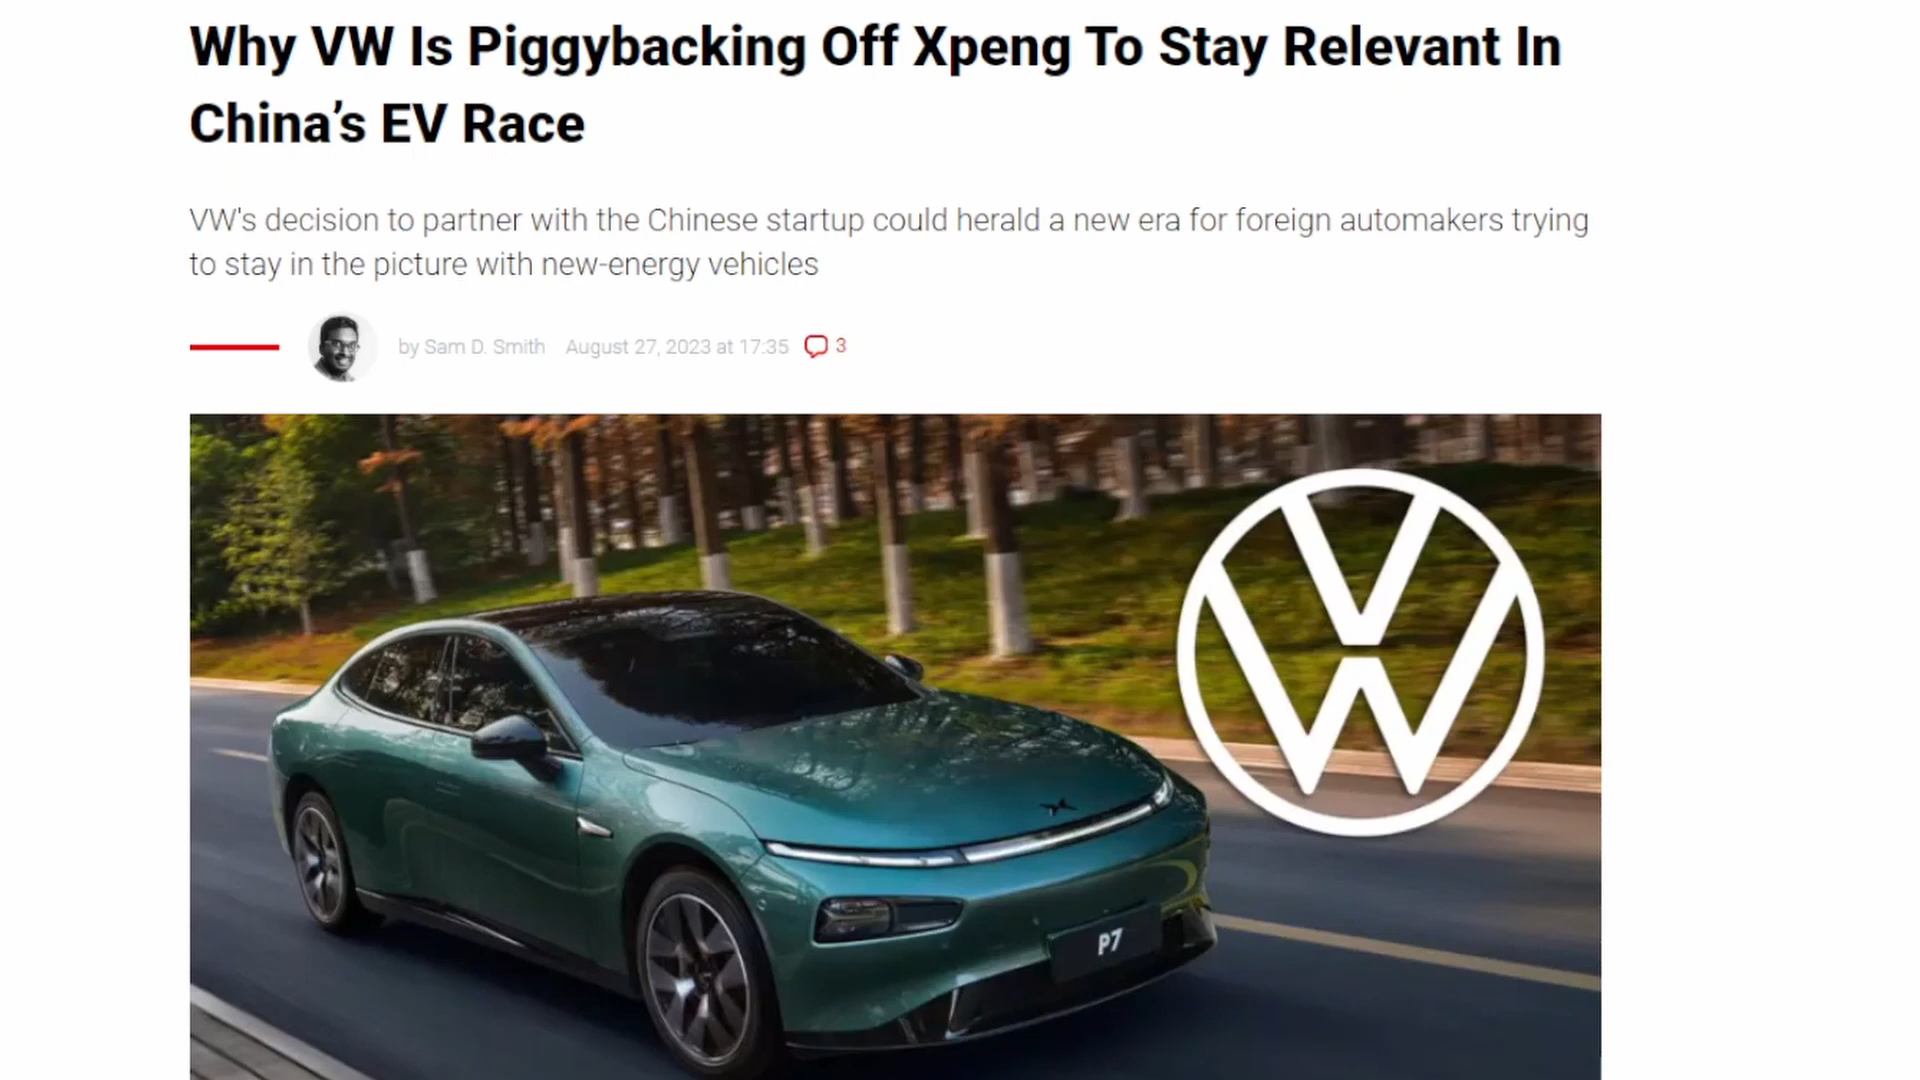 Why VW Is Piggybacking Off Xpeng To Stay Relevant In
China’s EV Race
VW's decision to partner with the Chinese startup could herald a new era for foreign automakers trying
to stay in the picture with new-energy vehicles
by Sam D. Smith August 27, 2023 at 17:35 3
VW
P7